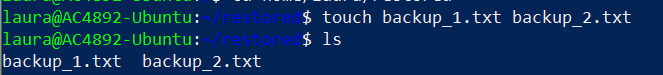 laura@AC4892-Ubuntu:~/restored$ touch backup_1.txt backup_2.txt
laura@AC4892-Ubuntu:~/restored$ ls
backup_1.txt  backup_2.txt